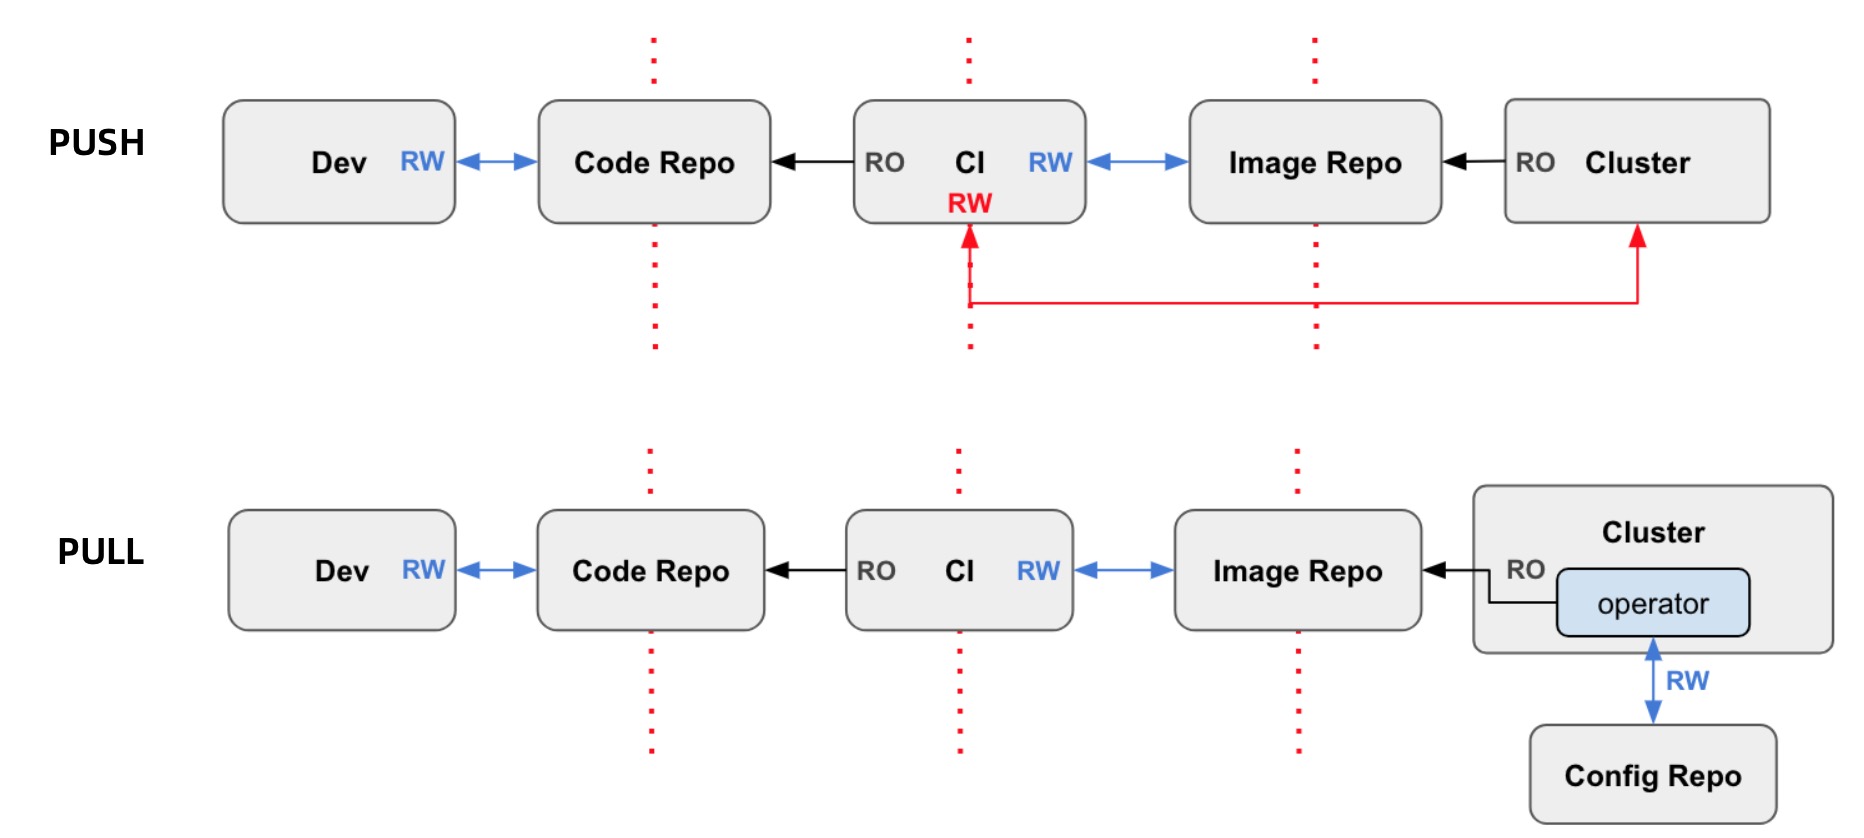 PUSH
Dev RW
Code Repo
RO CI RW
RW
Image Repo
RO Cluster
PULL
Dev RW
Code Repo
RO CI RW
Image Repo
Cluster
RO
operator
RW
Config Repo